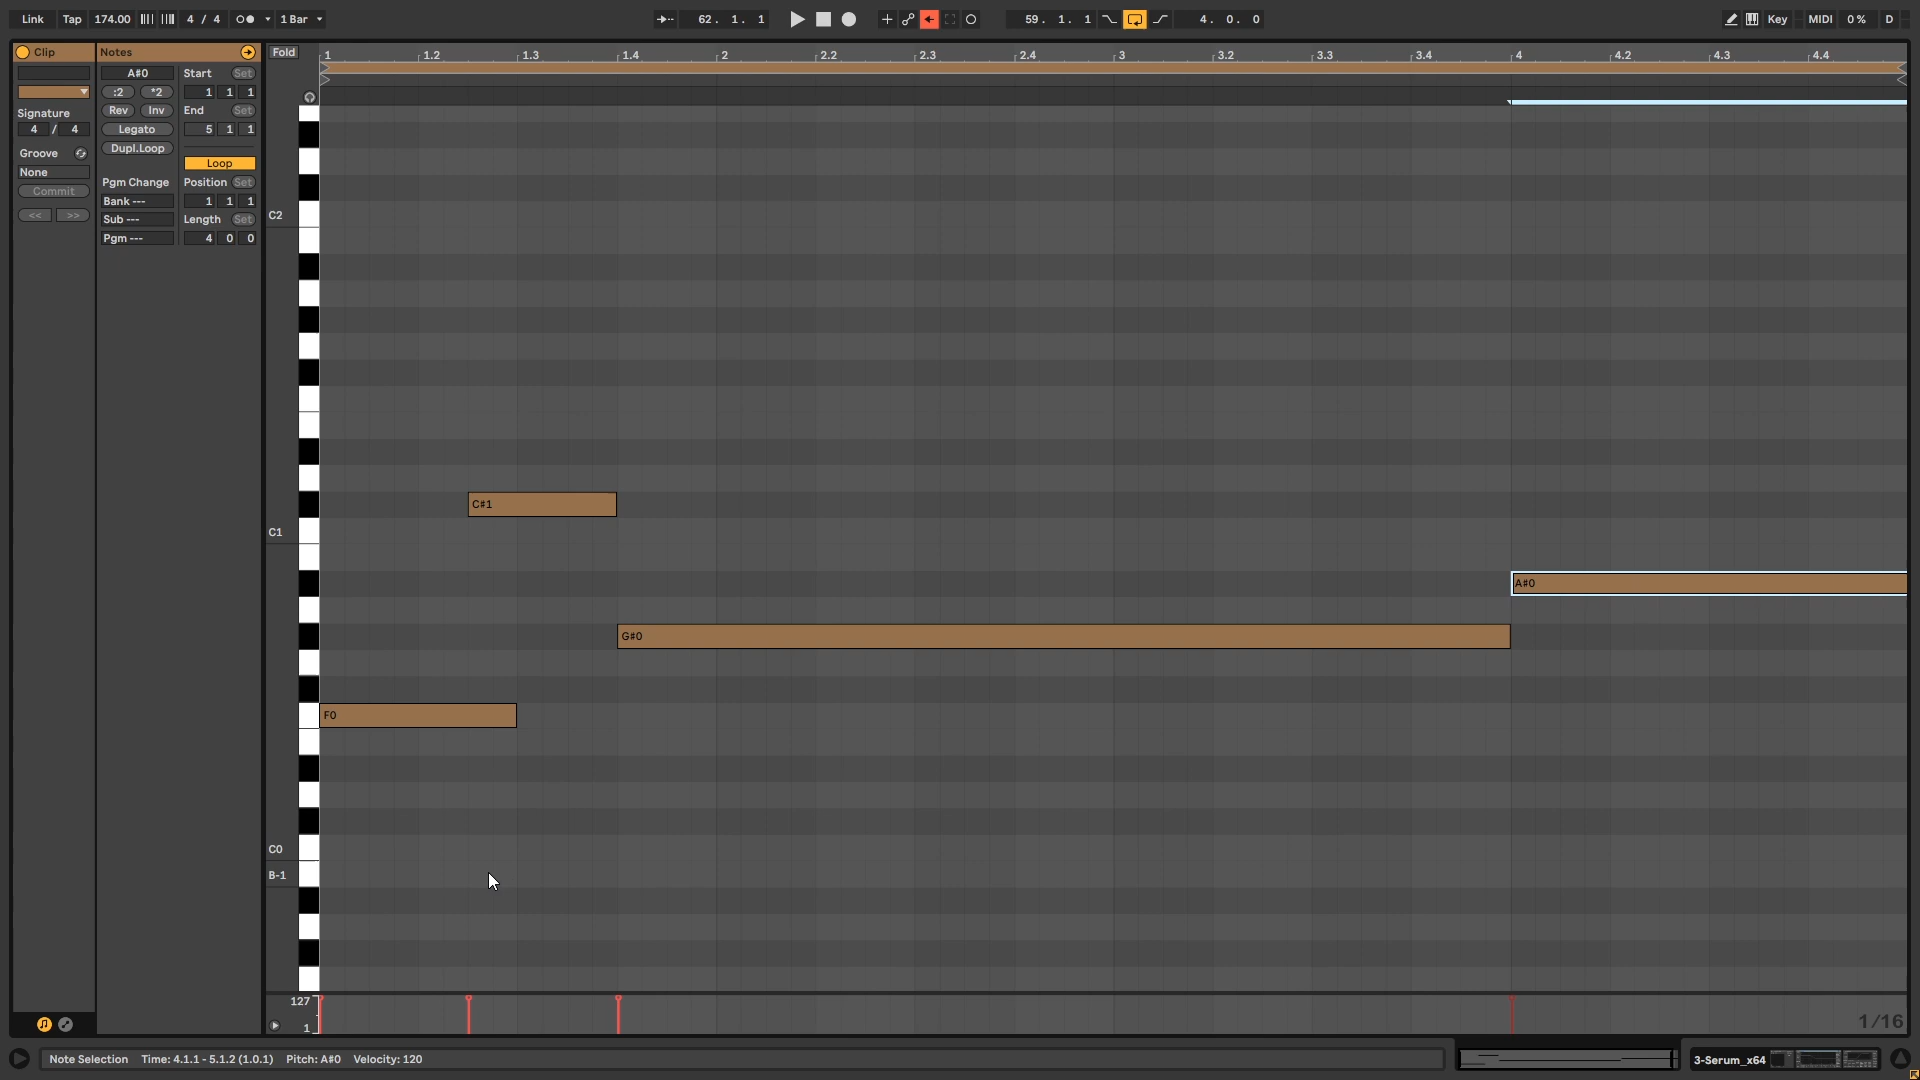 Link Tap 174.00 4 / 4 1 Bar 62. 1. 1 59. 1. 1 4. 0. 0 Key MIDI 0 % D
Clip
Signature
4 / 4
Groove
None
Commit
<< >>
Notes
A#0 Start Set
:2 *2 1 1 1
Rev Inv End Set
Legato 5 1 1
Dupl.Loop
Loop
Pgm Change Position Set
Bank --- 1 1 1
Sub --- Length Set
Pgm --- 4 0 0
Fold 1 1.2 1.3 1.4 2 2.2 2.3 2.4 3 3.2 3.3 3.4 4 4.2 4.3 4.4
C2
C#1
C1
A#0
G#0
F0
C0
B-1
127
1
1/16
Note Selection Time: 4.1.1 - 5.1.2 (1.0.1) Pitch: A#0 Velocity: 120
3-Serum_x64